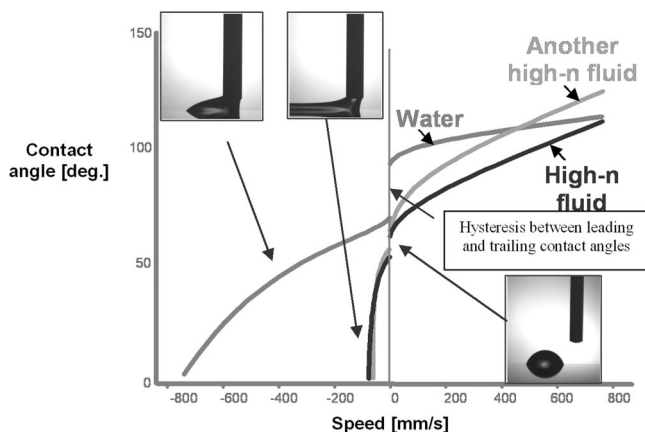 150
100
50
0
Contact
angle [deg.]
Another
high-n fluid
Water
High-n
fluid
Hysteresis between leading
and trailing contact angles
-800 -600 -400 -200 0 200 400 600 800
Speed [mm/s]